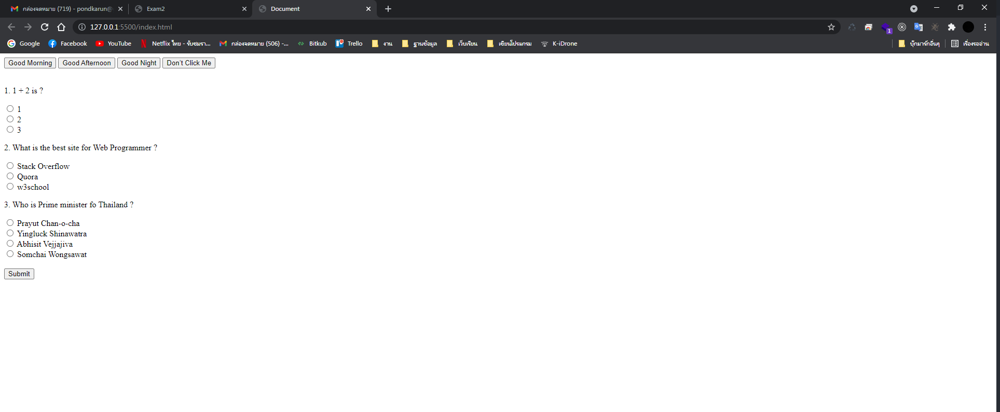 กล่องจดหมาย (719) - pondkarun@ Exam2 Document
127.0.0.1:5500/index.html
Google Facebook YouTube Netflix ไทย - รับชมรา... กล่องจดหมาย (506) -... Bitkub Trello งาน ฐานข้อมูล เว็บเรียน เขียนโปรแกรม K-iDrone บุ๊กมาร์กอื่นๆ เรื่องรออ่าน
Good Morning Good Afternoon Good Night Don't Click Me
1. 1 + 2 is ?
1
2
3
2. What is the best site for Web Programmer ?
Stack Overflow
Quora
w3school
3. Who is Prime minister fo Thailand ?
Prayut Chan-o-cha
Yingluck Shinawatra
Abhisit Vejjajiva
Somchai Wongsawat
Submit